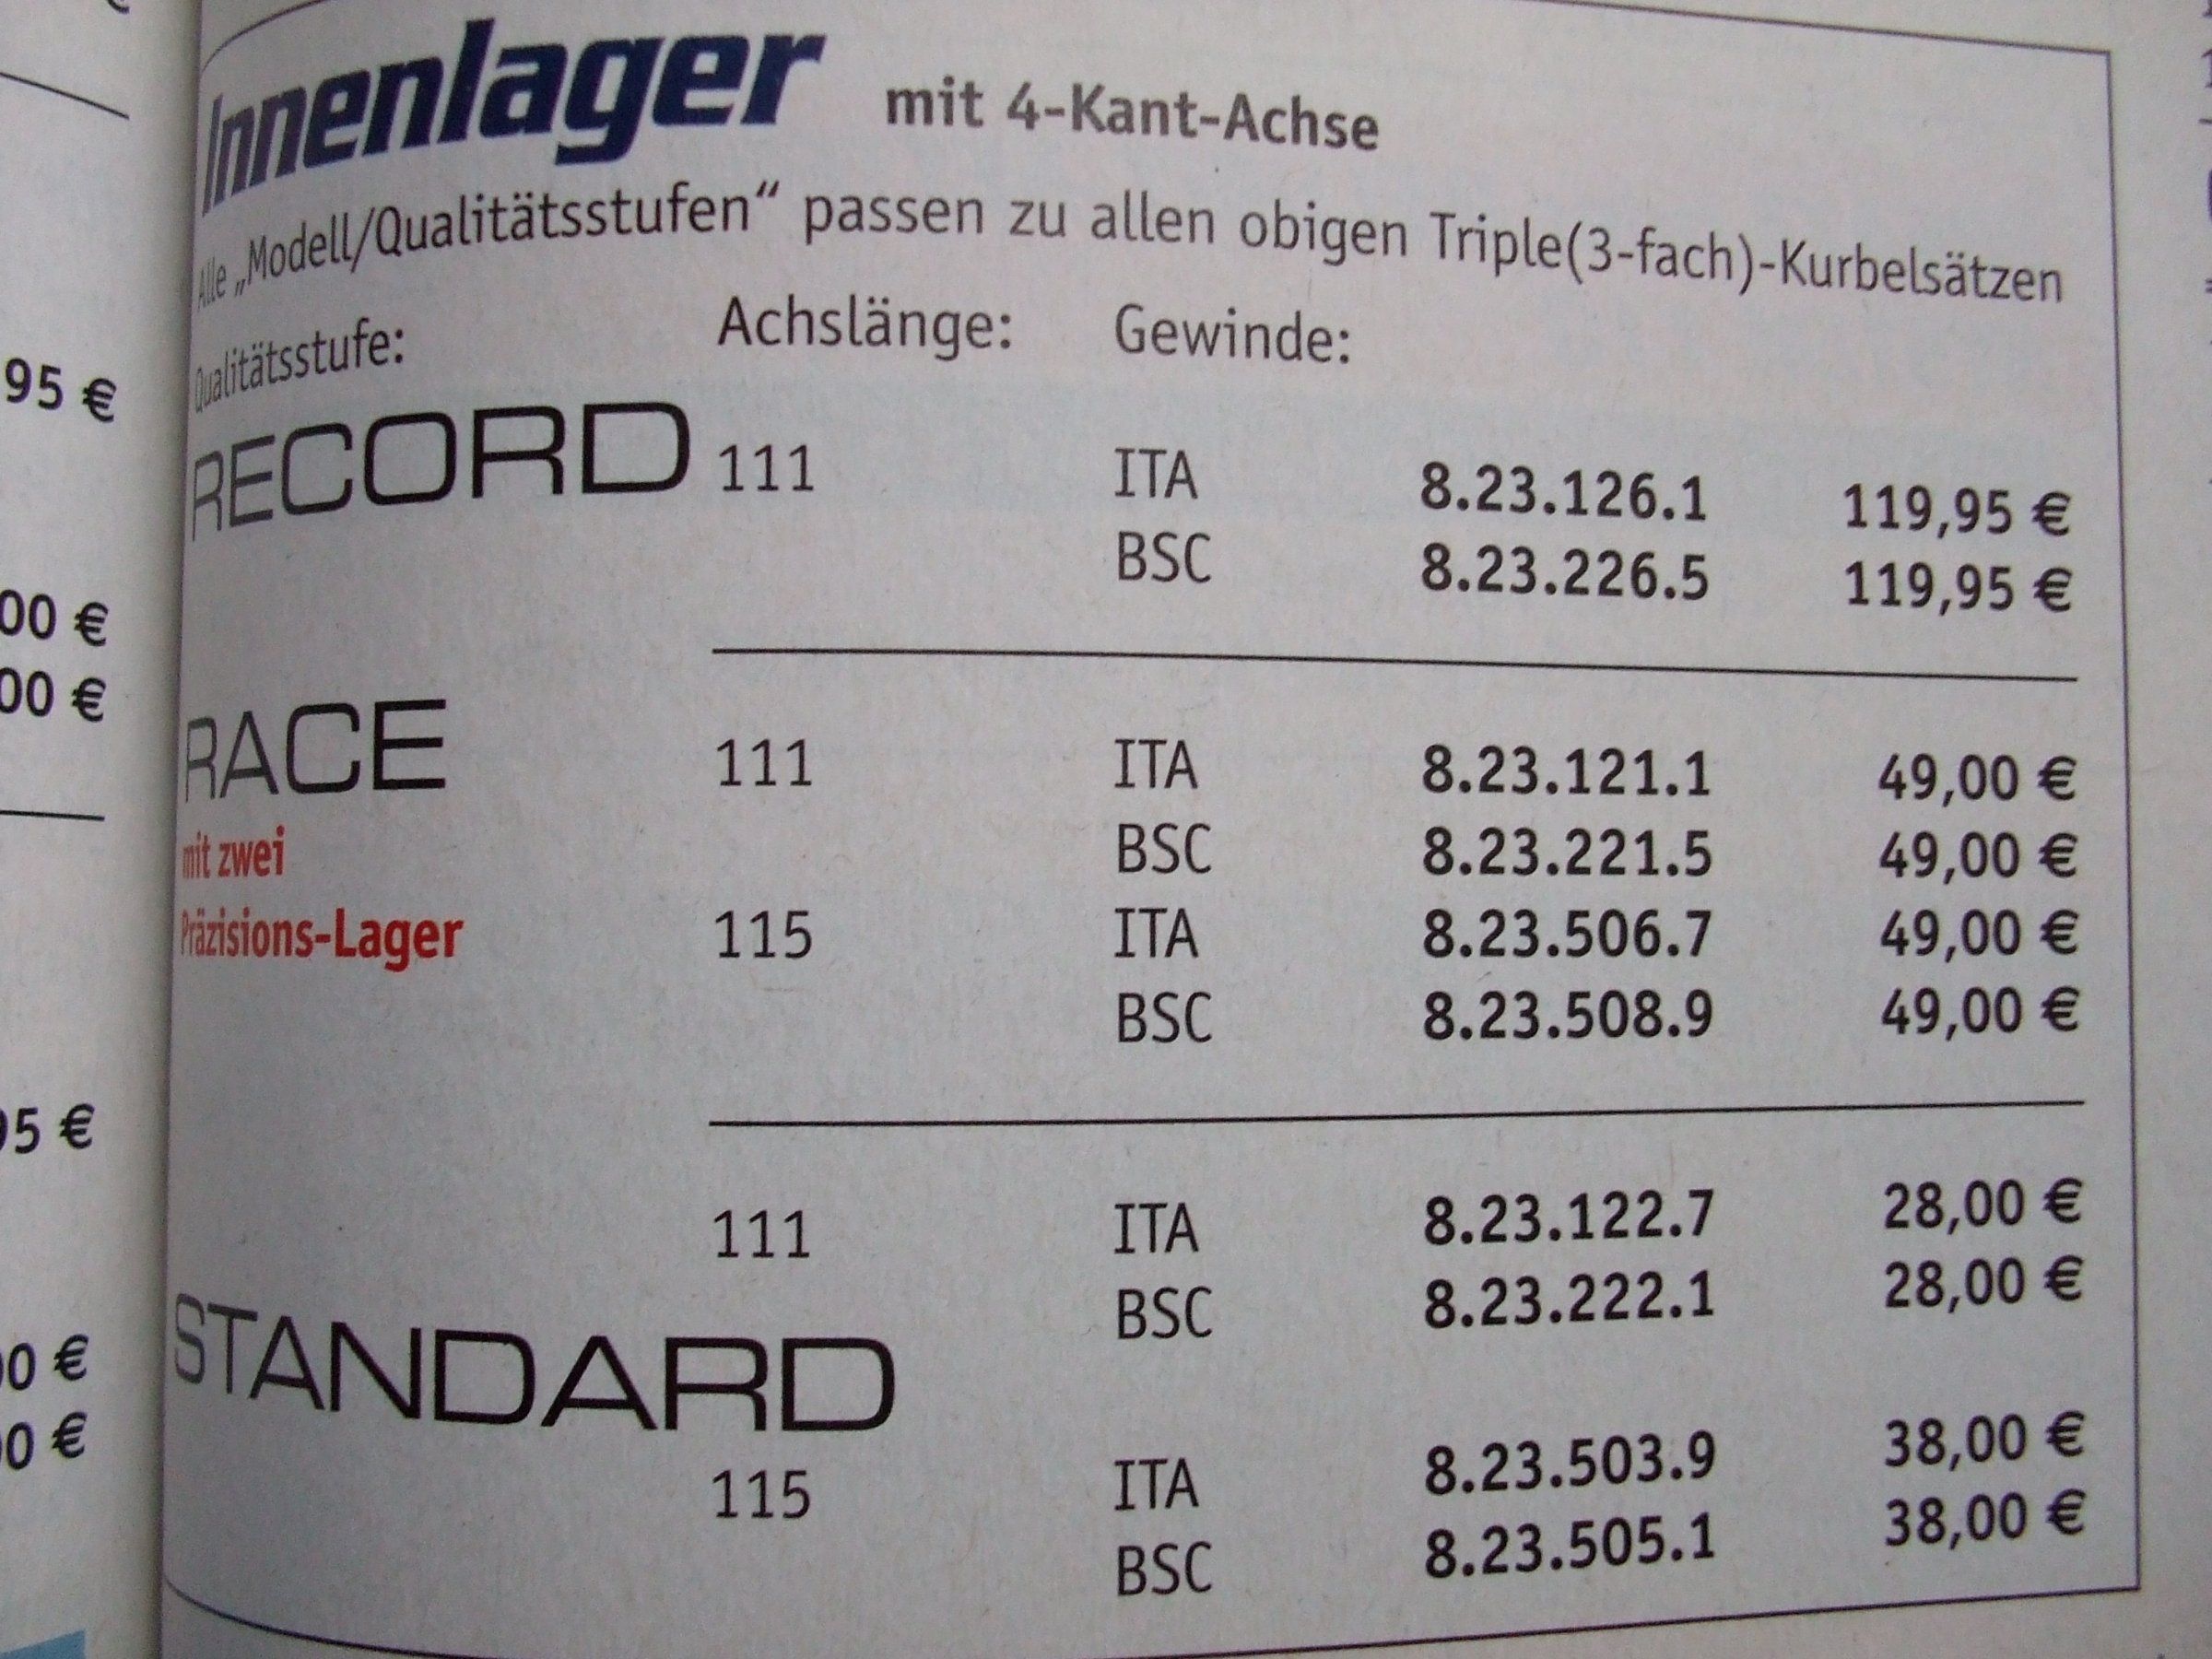 Innenlager mit 4-Kant-Achse
Alle „Modell/Qualitätsstufen“ passen zu allen obigen Triple(3-fach)-Kurbelsätzen
Qualitätsstufe: Achslänge: Gewinde:
RECORD 111 ITA 8.23.126.1 119,95 €
BSC 8.23.226.5 119,95 €
RACE 111 ITA 8.23.121.1 49,00 €
mit zwei BSC 8.23.221.5 49,00 €
Präzisions-Lager 115 ITA 8.23.506.7 49,00 €
BSC 8.23.508.9 49,00 €
111 ITA 8.23.122.7 28,00 €
BSC 8.23.222.1 28,00 €
STANDARD
115 ITA 8.23.503.9 38,00 €
BSC 8.23.505.1 38,00 €
95 €
00 €
00 €
95 €
00 €
00 €